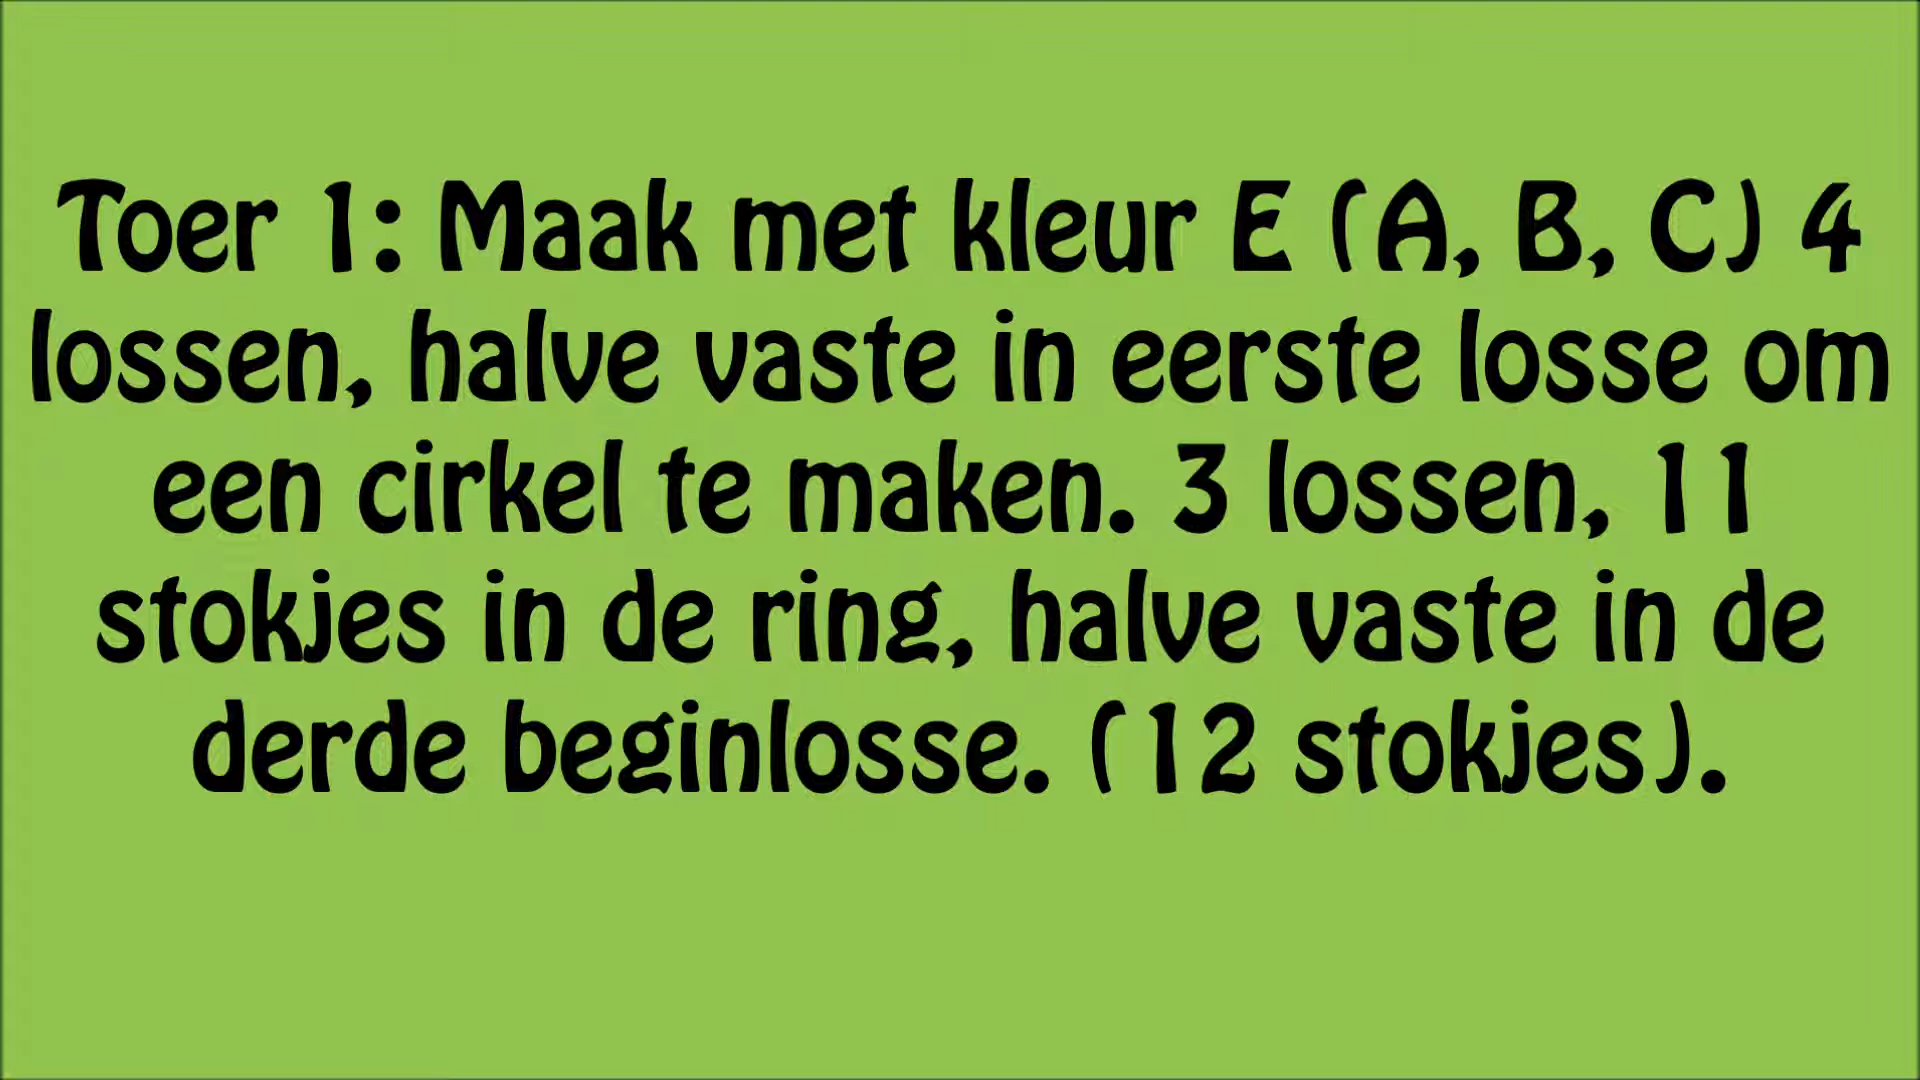 Toer 1: Maak met kleur E (A, B, C) 4
lossen, halve vaste in eerste losse om
een cirkel te maken. 3 lossen, 11
stokjes in de ring, halve vaste in de
derde beginlosse. (12 stokjes).